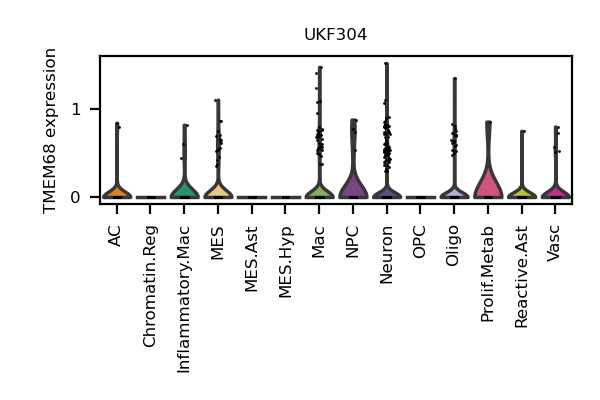 UKF304
TMEM68 expression
1
0
AC
Chromatin.Reg
Inflammatory.Mac
MES
MES.Ast
MES.Hyp
Mac
NPC
Neuron
OPC
Oligo
Prolif.Metab
Reactive.Ast
Vasc